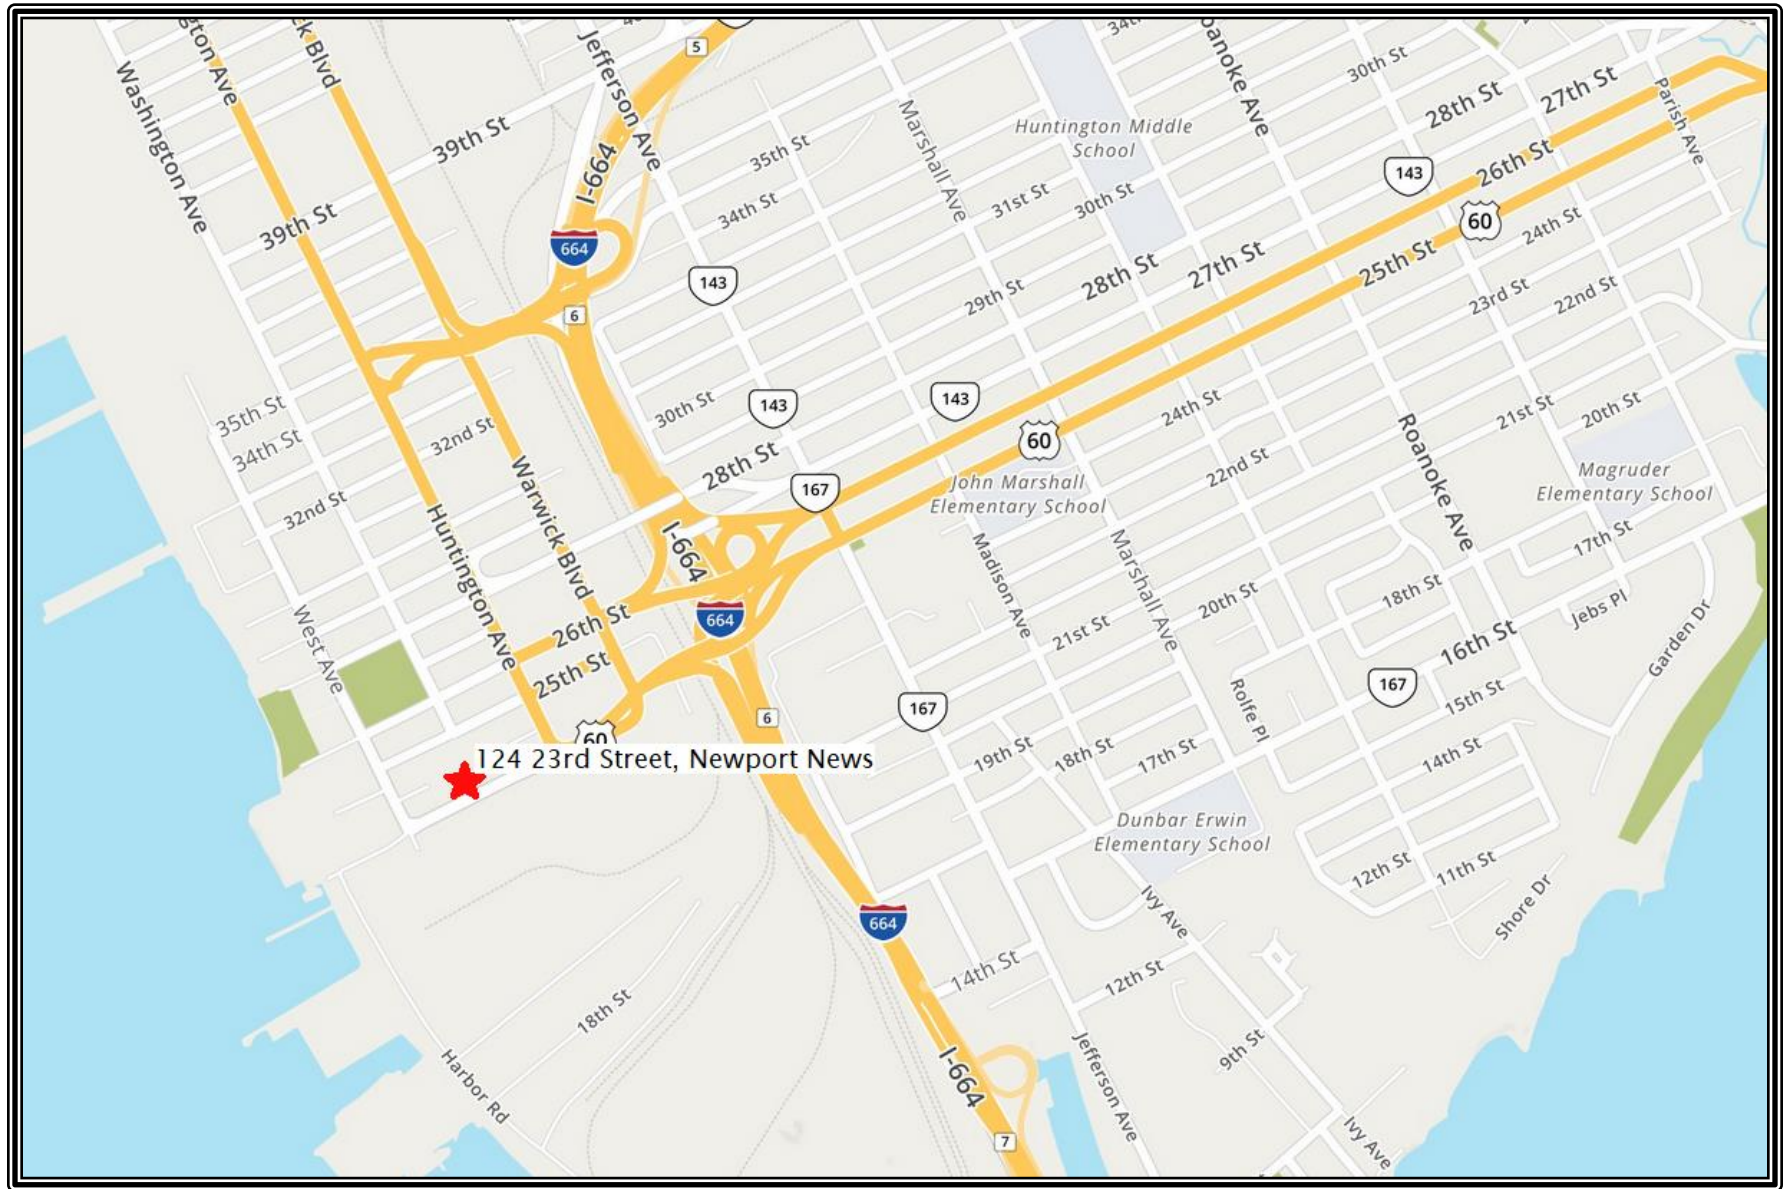 5
Jefferson Ave
34th
Roanoke Ave
30th St
28th St
27th St
Parish Ave
Washington Ave
ngton Ave
ck Blvd
39th St
I-664
35th St
Marshall Ave
Huntington Middle
School
143
26th St
39th St
34th St
31st St
30th St
60
24th St
664
143
28th St
27th St
25th St
6
29th St
23rd St
22nd St
35th St
34th St
32nd St
30th St
143
143
24th St
21st St
20th St
60
Roanoke Ave
28th St
167
John Marshall
Elementary School
22nd St
Magruder
Elementary School
32nd St
Warwick Blvd
Huntington Ave
I-664
Madison Ave
Marshall Ave
17th St
West Ave
26th St
664
20th St
18th St
Jebs Pl
25th St
21st St
16th St
Garden Dr
6
167
Rolfe Pl
167
15th St
60
124 23rd Street, Newport News
19th St
18th St
17th St
14th St
Dunbar Erwin
Elementary School
12th St
11th St
664
Ivy Ave
Shore Dr
14th St
12th St
18th St
Harbor Rd
I-664
Jefferson Ave
9th St
7
Ivy Ave